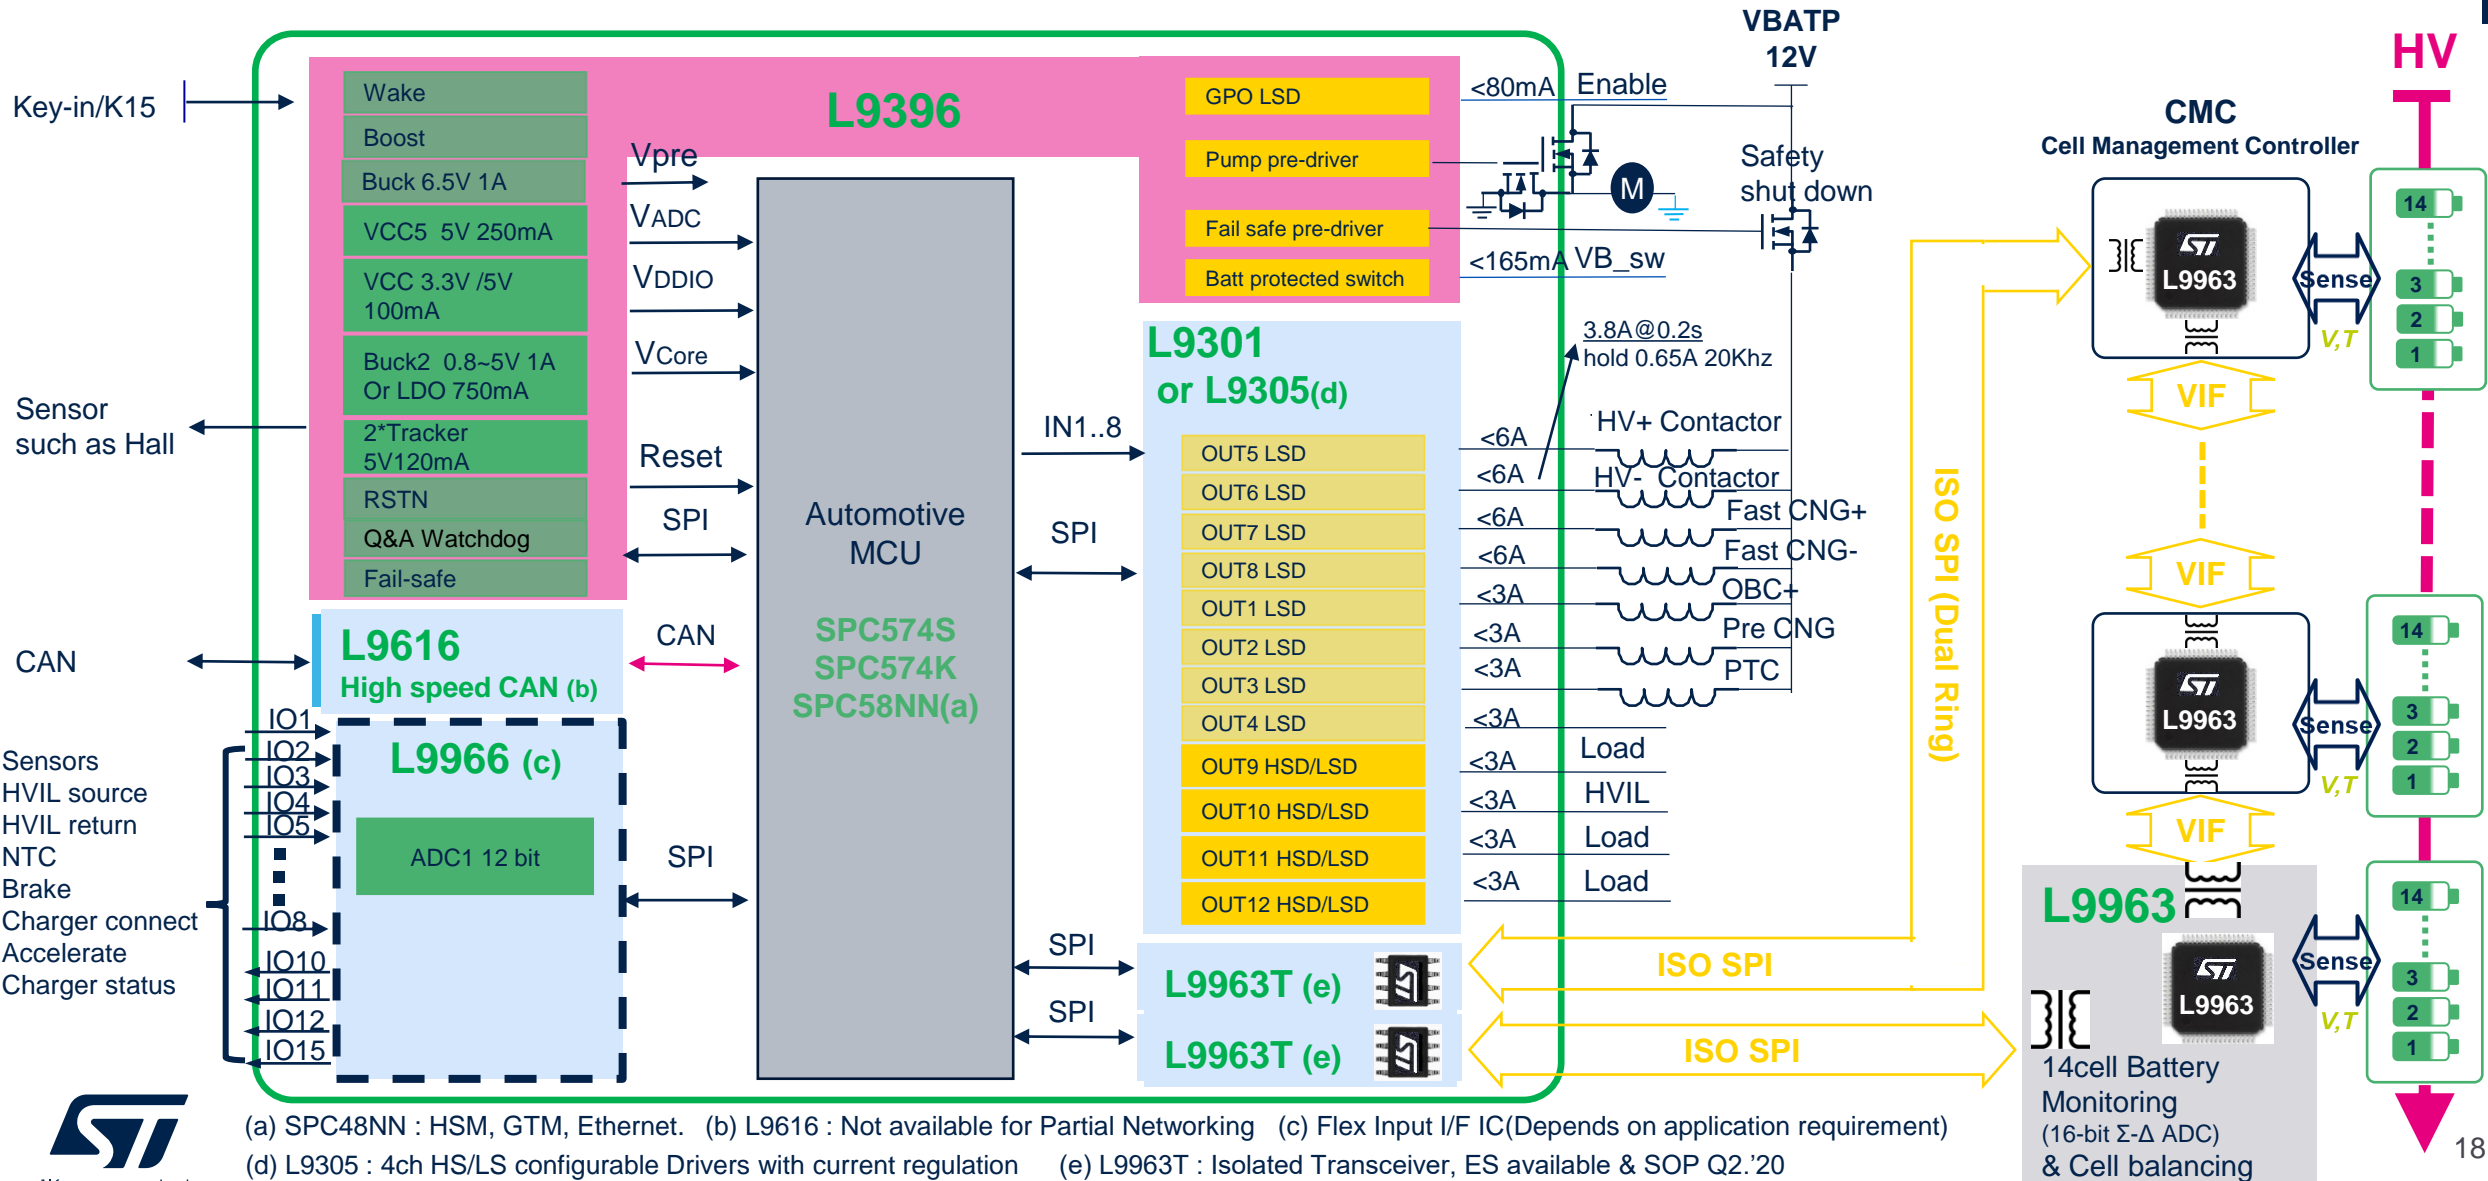 VBATP
12V
HV
Key-in/K15
Wake
Boost
Buck 6.5V 1A
VCC5 5V 250mA
VCC 3.3V /5V
100mA
Buck2 0.8~5V 1A
Or LDO 750mA
2*Tracker
5V120mA
RSTN
Q&A Watchdog
Fail-safe
L9396
Vpre
VADC
VDDIO
VCore
Reset
SPI
GPO LSD
Pump pre-driver
Fail safe pre-driver
Batt protected switch
<80mA Enable
M
Safety
shut down
<165mA VB_sw
Sensor
such as Hall
CAN
L9616
High speed CAN (b)
CAN
Automotive
MCU
SPC574S
SPC574K
SPC58NN(a)
IN1..8
SPI
L9301
or L9305(d)
OUT5 LSD
OUT6 LSD
OUT7 LSD
OUT8 LSD
OUT1 LSD
OUT2 LSD
OUT3 LSD
OUT4 LSD
OUT9 HSD/LSD
OUT10 HSD/LSD
OUT11 HSD/LSD
OUT12 HSD/LSD
3.8A@0.2s
hold 0.65A 20Khz
<6A HV+ Contactor
<6A HV- Contactor
<6A Fast CNG+
<6A Fast CNG-
<3A OBC+
<3A Pre CNG
<3A PTC
<3A
<3A Load
<3A HVIL
<3A Load
<3A Load
IO1
IO2
IO3
IO4
IO5
IO8
IO10
IO11
IO12
IO15
Sensors
HVIL source
HVIL return
NTC
Brake
Charger connect
Accelerate
Charger status
L9966 (c)
ADC1 12 bit
SPI
SPI
L9963T (e)
SPI
L9963T (e)
ISO SPI
ISO SPI
ISO SPI (Dual Ring)
CMC
Cell Management Controller
L9963
Sense
V,T
14
3
2
1
VIF
VIF
L9963
Sense
V,T
14
3
2
1
VIF
L9963
L9963
Sense
V,T
14
3
2
1
14cell Battery
Monitoring
(16-bit Σ-Δ ADC)
& Cell balancing
(a) SPC48NN : HSM, GTM, Ethernet. (b) L9616 : Not available for Partial Networking (c) Flex Input I/F IC(Depends on application requirement)
(d) L9305 : 4ch HS/LS configurable Drivers with current regulation (e) L9963T : Isolated Transceiver, ES available & SOP Q2.'20
18